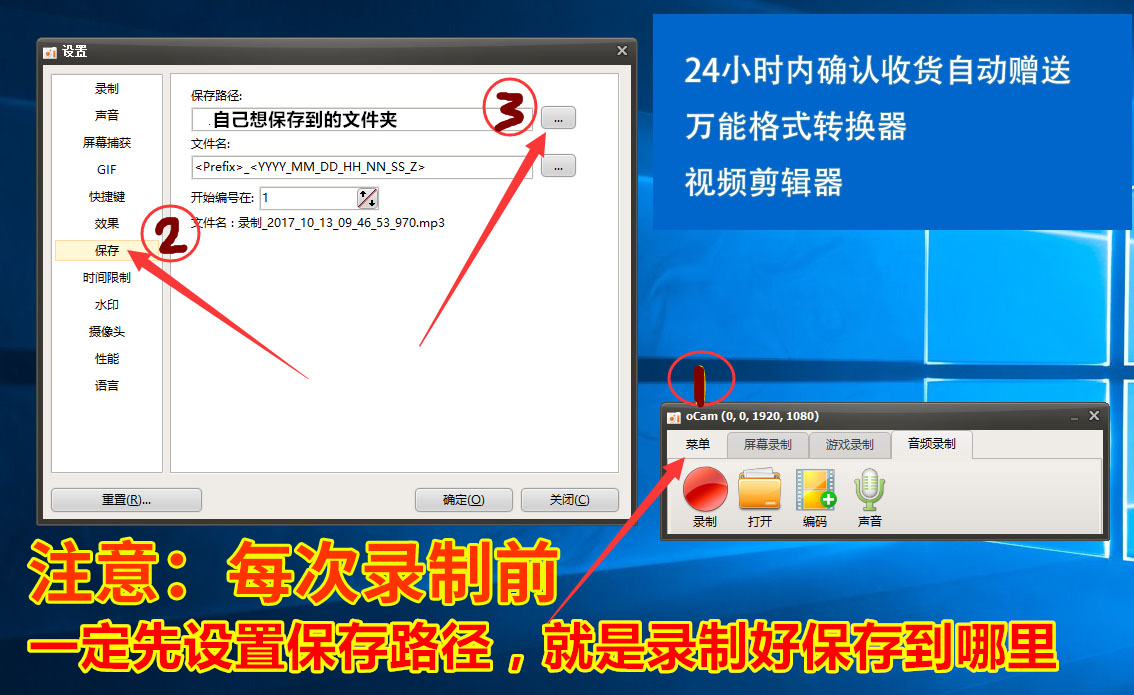 设置
录制
声音
屏幕捕获
GIF
快捷键
效果
保存
时间限制
水印
摄像头
性能
语言
保存路径:
自己想保存到的文件夹
...
文件名:
<Prefix>_<YYYY_MM_DD_HH_NN_SS_Z>
...
开始编号在: 1
文件名 : 录制_2017_10_13_09_46_53_970.mp3
2
3
重置(R)...
确定(O)
关闭(C)
24小时内确认收货自动赠送
万能格式转换器
视频剪辑器
1
oCam (0, 0, 1920, 1080)
菜单
屏幕录制
游戏录制
音频录制
录制
打开
编码
声音
注意：每次录制前
一定先设置保存路径，就是录制好保存到哪里